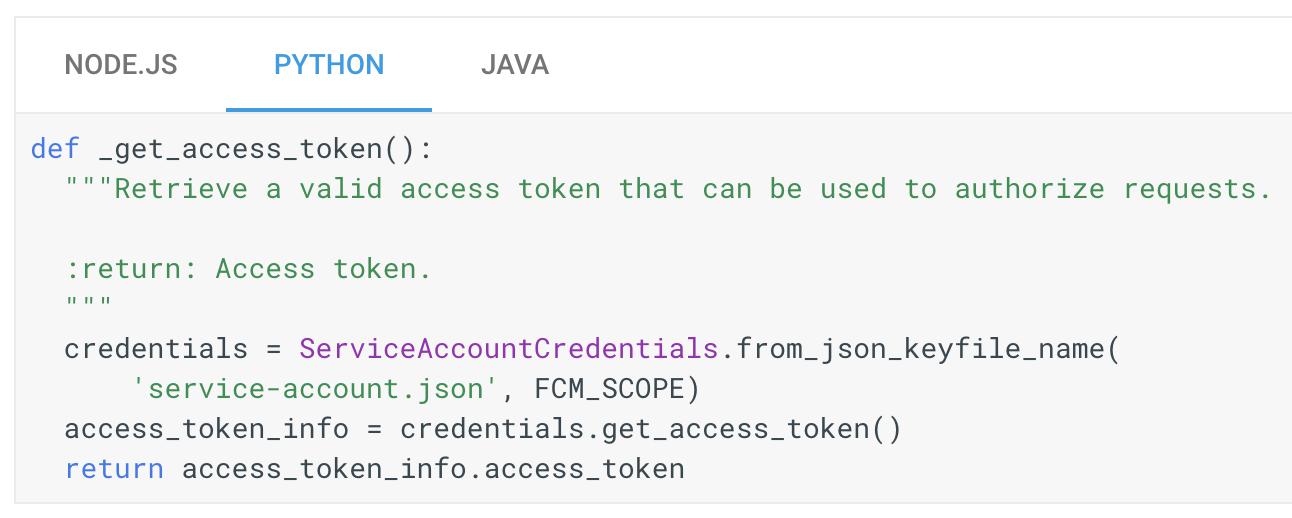 NODE.JS PYTHON JAVA
def _get_access_token():
  """Retrieve a valid access token that can be used to authorize requests.

  :return: Access token.
  """
  credentials = ServiceAccountCredentials.from_json_keyfile_name(
      'service-account.json', FCM_SCOPE)
  access_token_info = credentials.get_access_token()
  return access_token_info.access_token